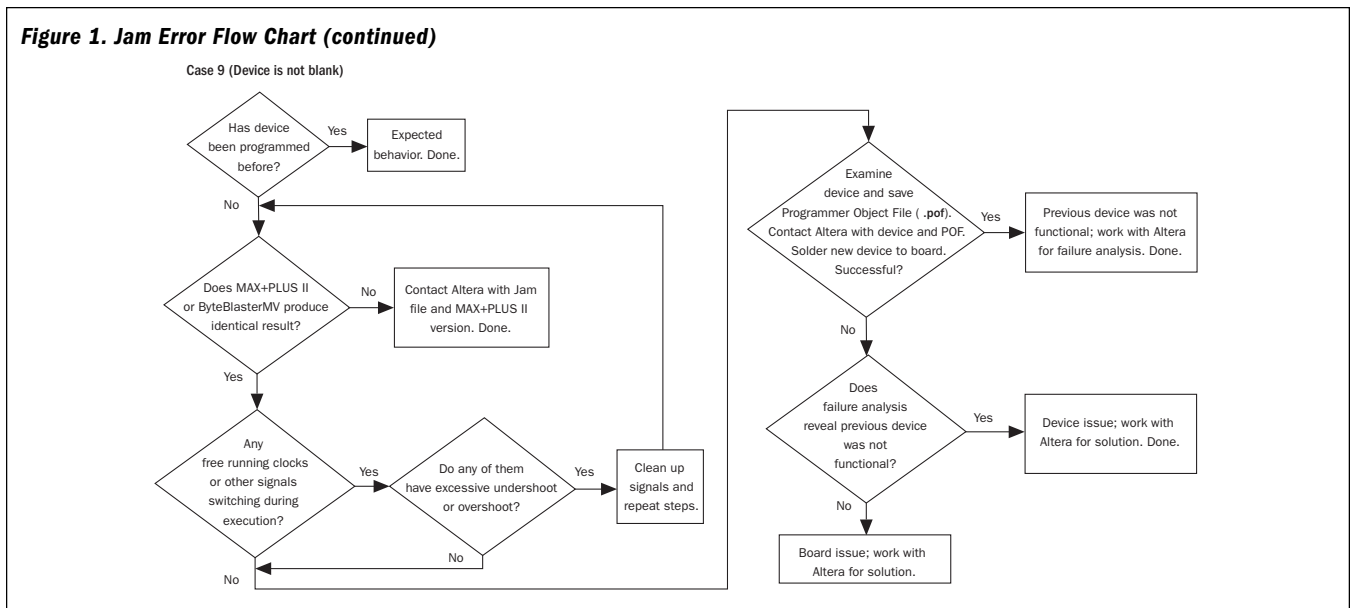 Figure 1. Jam Error Flow Chart (continued)
Case 9 (Device is not blank)
Has device
been programmed
before?
Yes
Expected
behavior. Done.
No
Does MAX+PLUS II
or ByteBlasterMV produce
identical result?
No
Contact Altera with Jam
file and MAX+PLUS II
version. Done.
Yes
Any
free running clocks
or other signals
switching during
execution?
Yes
Do any of them
have excessive undershoot
or overshoot?
Yes
Clean up
signals and
repeat steps.
No
No
Examine
device and save
Programmer Object File ( .pof).
Contact Altera with device and POF.
Solder new device to board.
Successful?
Yes
Previous device was not
functional; work with Altera
for failure analysis. Done.
No
Does
failure analysis
reveal previous device
was not
functional?
Yes
Device issue; work with
Altera for solution. Done.
No
Board issue; work with
Altera for solution.